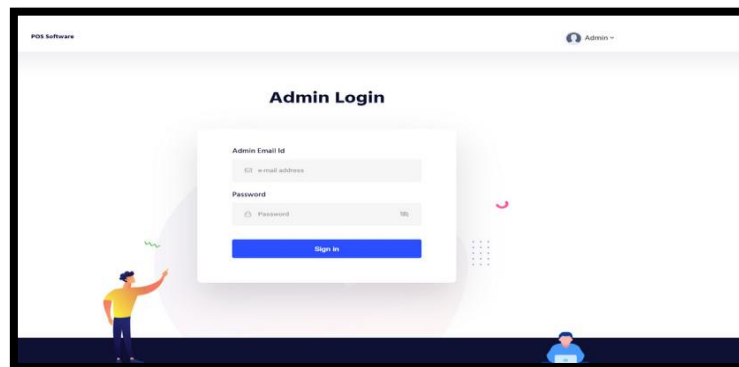 POS Software
Admin
Admin Login
Admin Email Id
e-mail address
Password
Password
Sign in